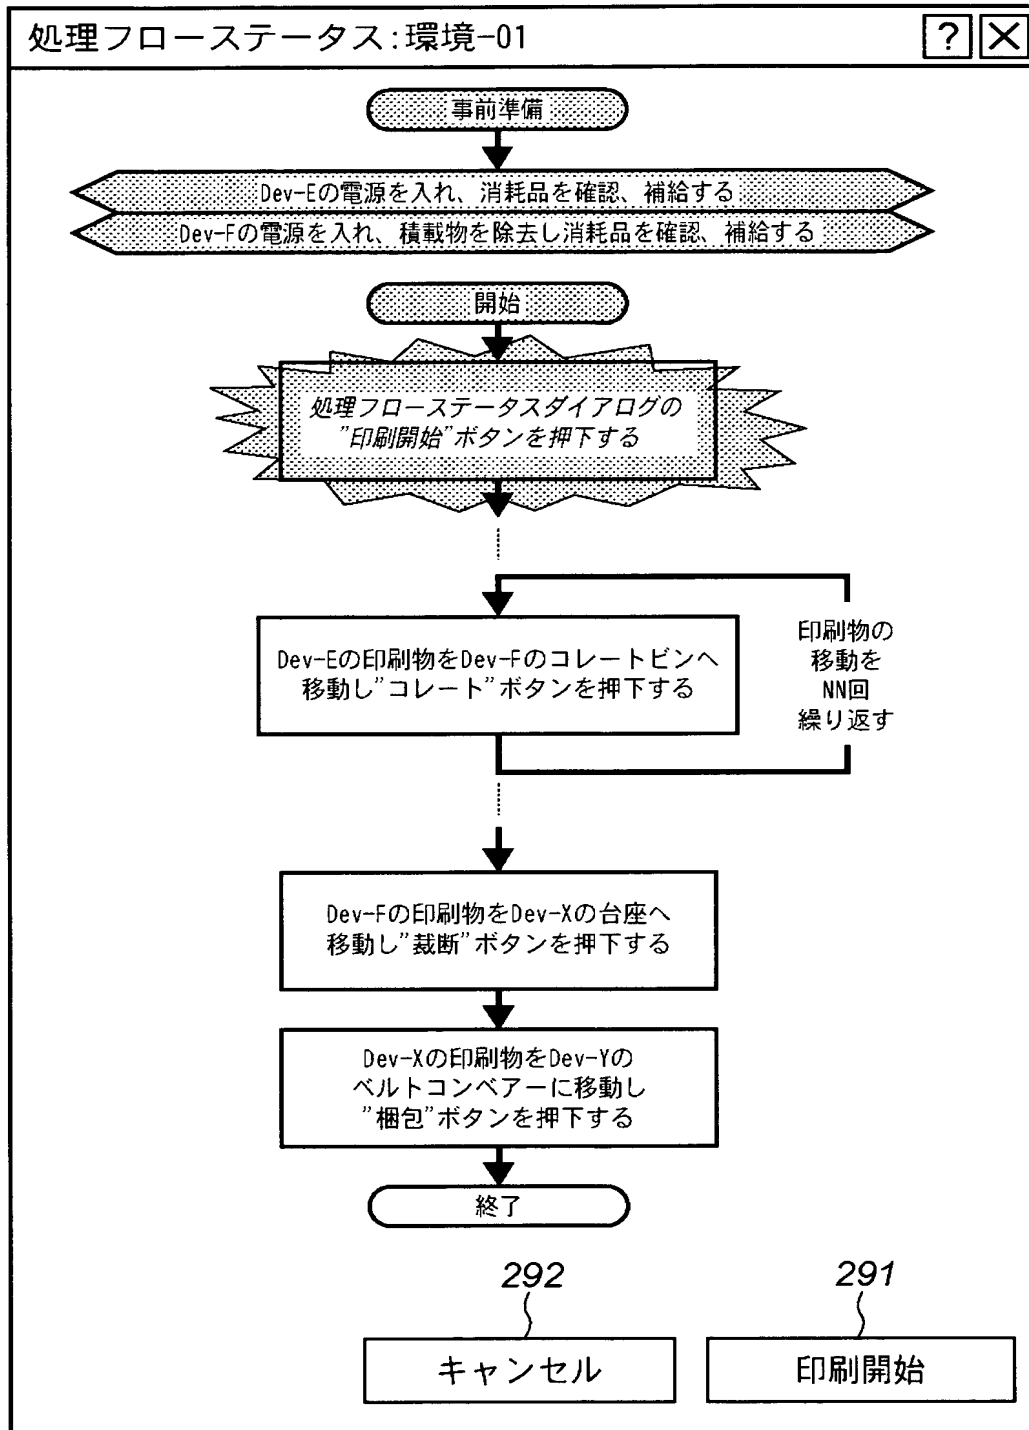 処理フローステータス:環境-01
?
事前準備
Dev-Eの電源を入れ、消耗品を確認、補給する
Dev-Fの電源を入れ、積載物を除去し消耗品を確認、補給する
開始
処理フローステータスダイアログの
”印刷開始”ボタンを押下する
Dev-Eの印刷物をDev-Fのコレートビンへ
移動し”コレート”ボタンを押下する
印刷物の
移動を
NN回
繰り返す
Dev-Fの印刷物をDev-Xの台座へ
移動し”裁断”ボタンを押下する
Dev-Xの印刷物をDev-Yの
ベルトコンベアーに移動し
”梱包”ボタンを押下する
終了
292
291
キャンセル
印刷開始